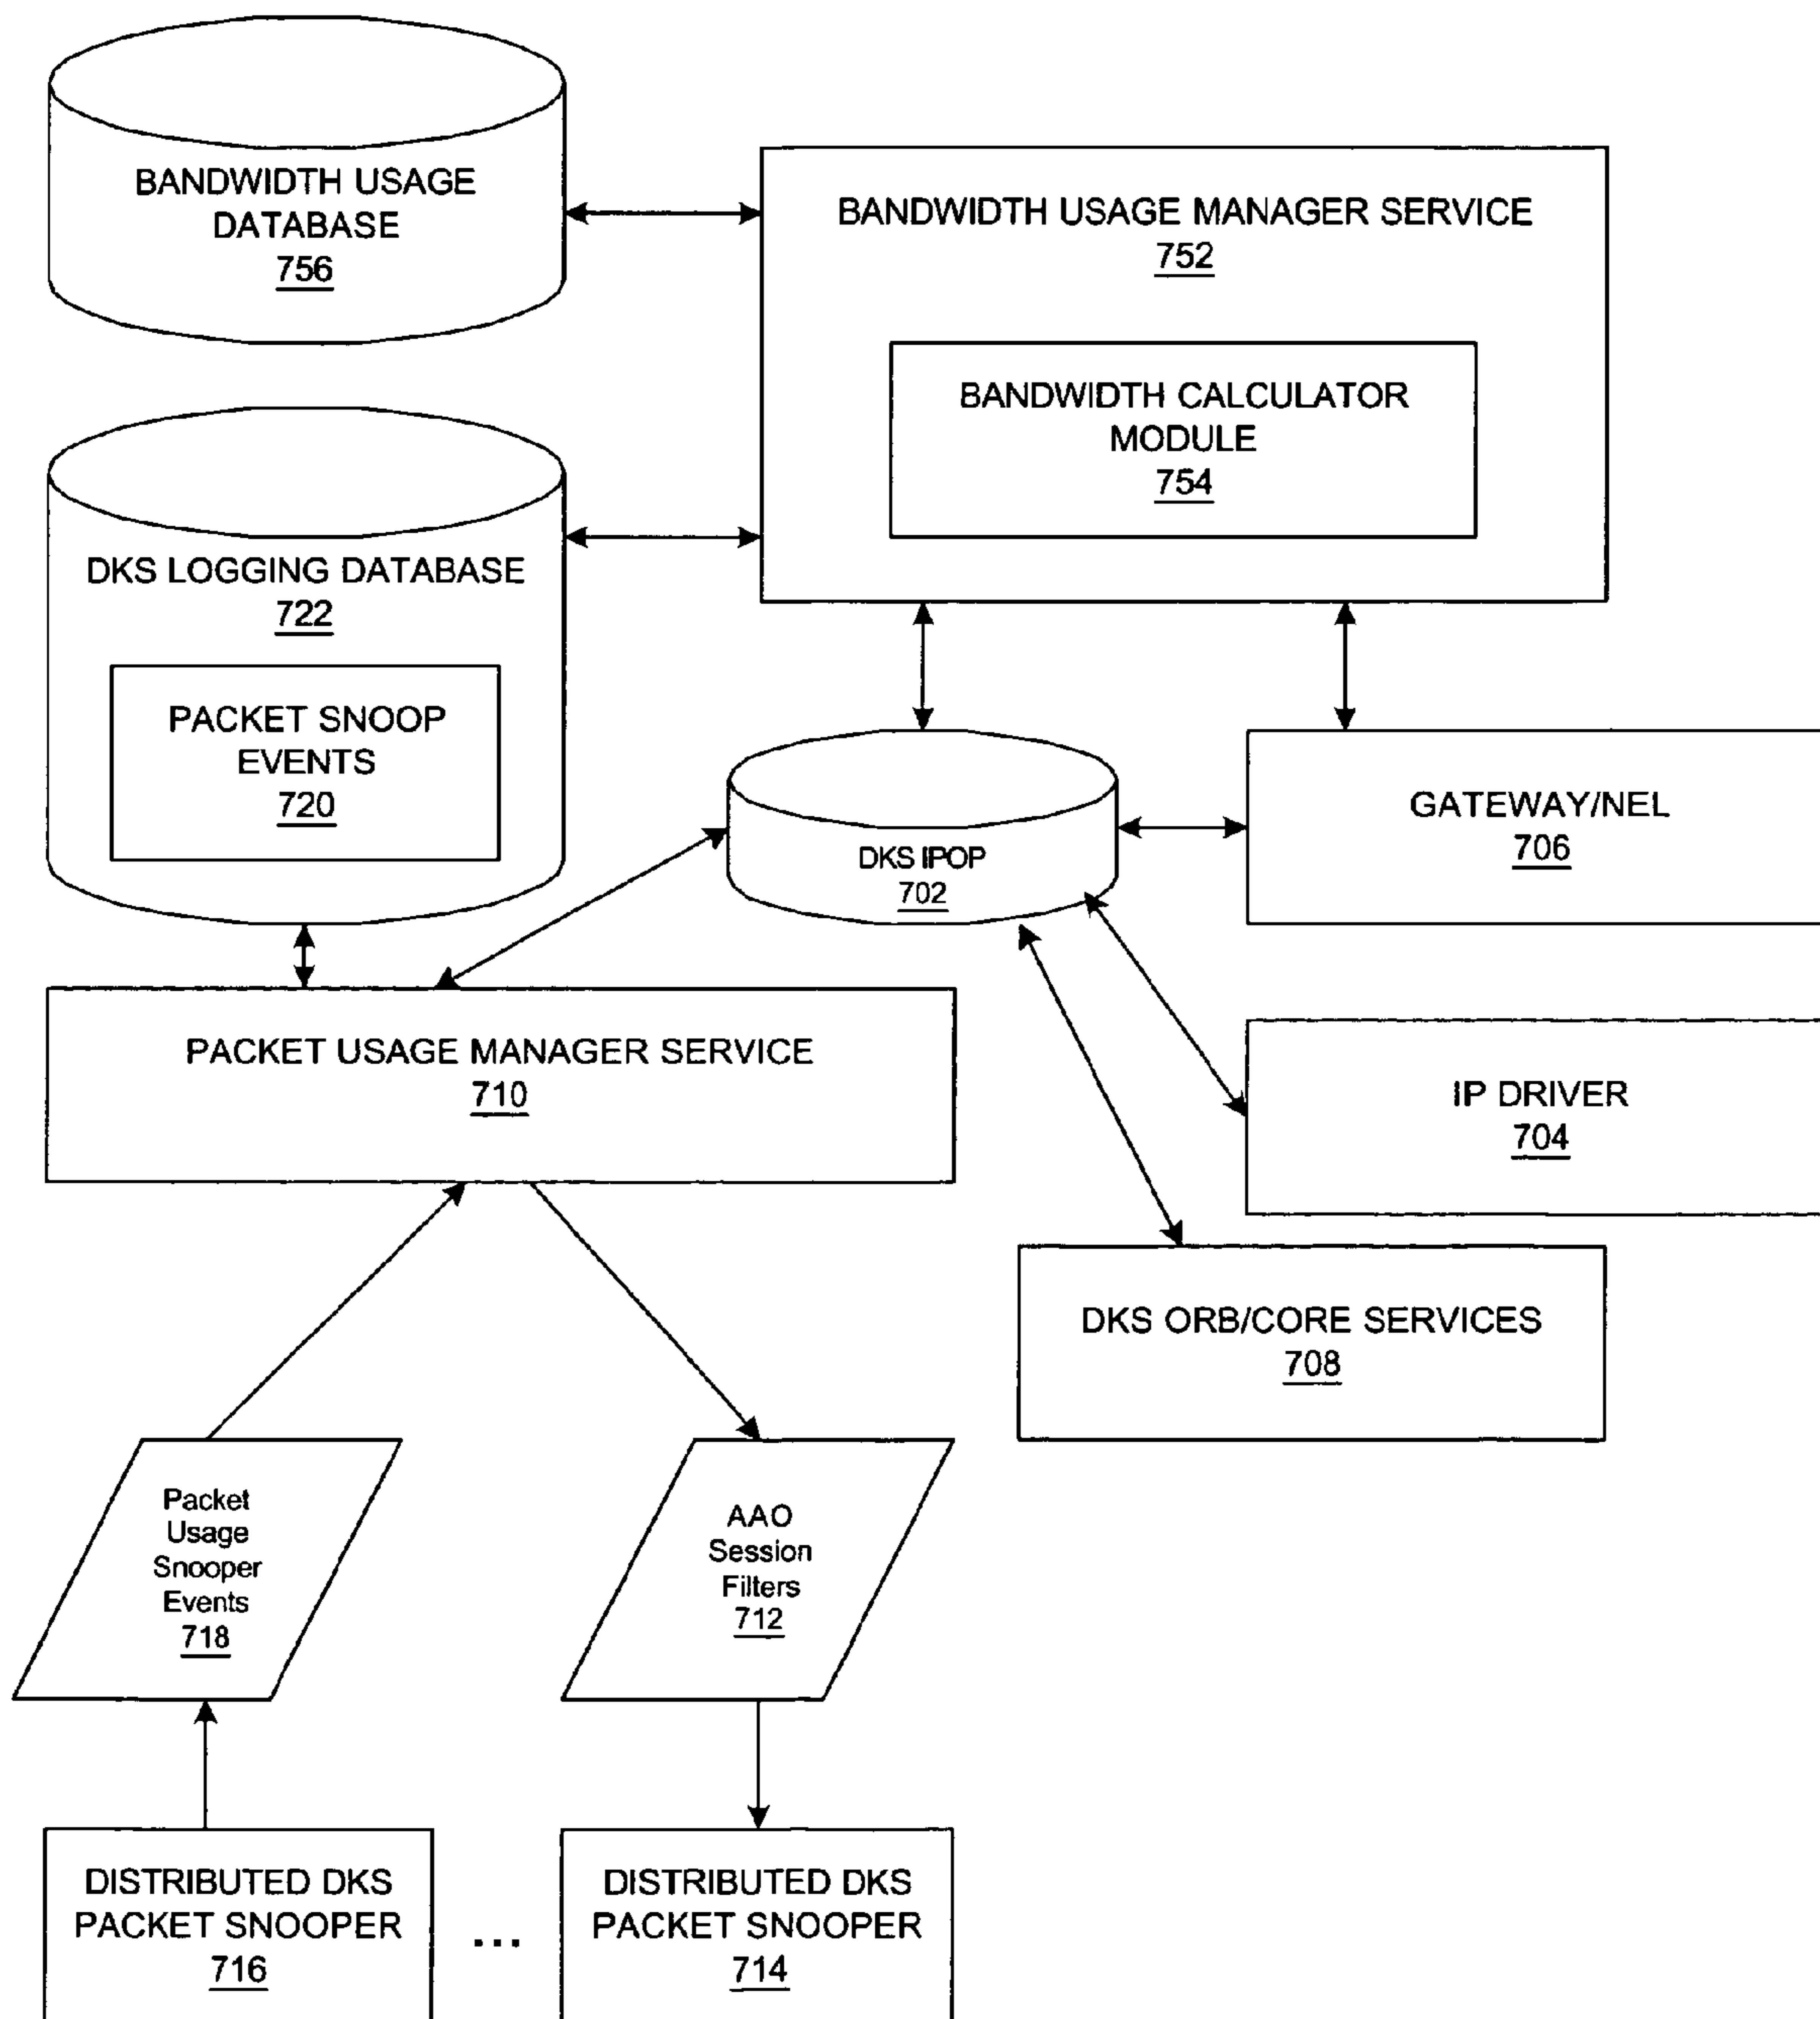 BANDWIDTH USAGE
DATABASE
756
BANDWIDTH USAGE MANAGER SERVICE
752
BANDWIDTH CALCULATOR
MODULE
754
DKS LOGGING DATABASE
722
PACKET SNOOP
EVENTS
720
DKS IPOP
702
GATEWAY/NEL
706
PACKET USAGE MANAGER SERVICE
710
IP DRIVER
704
DKS ORB/CORE SERVICES
708
Packet
Usage
Snooper
Events
718
AAO
Session
Filters
712
DISTRIBUTED DKS
PACKET SNOOPER
716
...
DISTRIBUTED DKS
PACKET SNOOPER
714